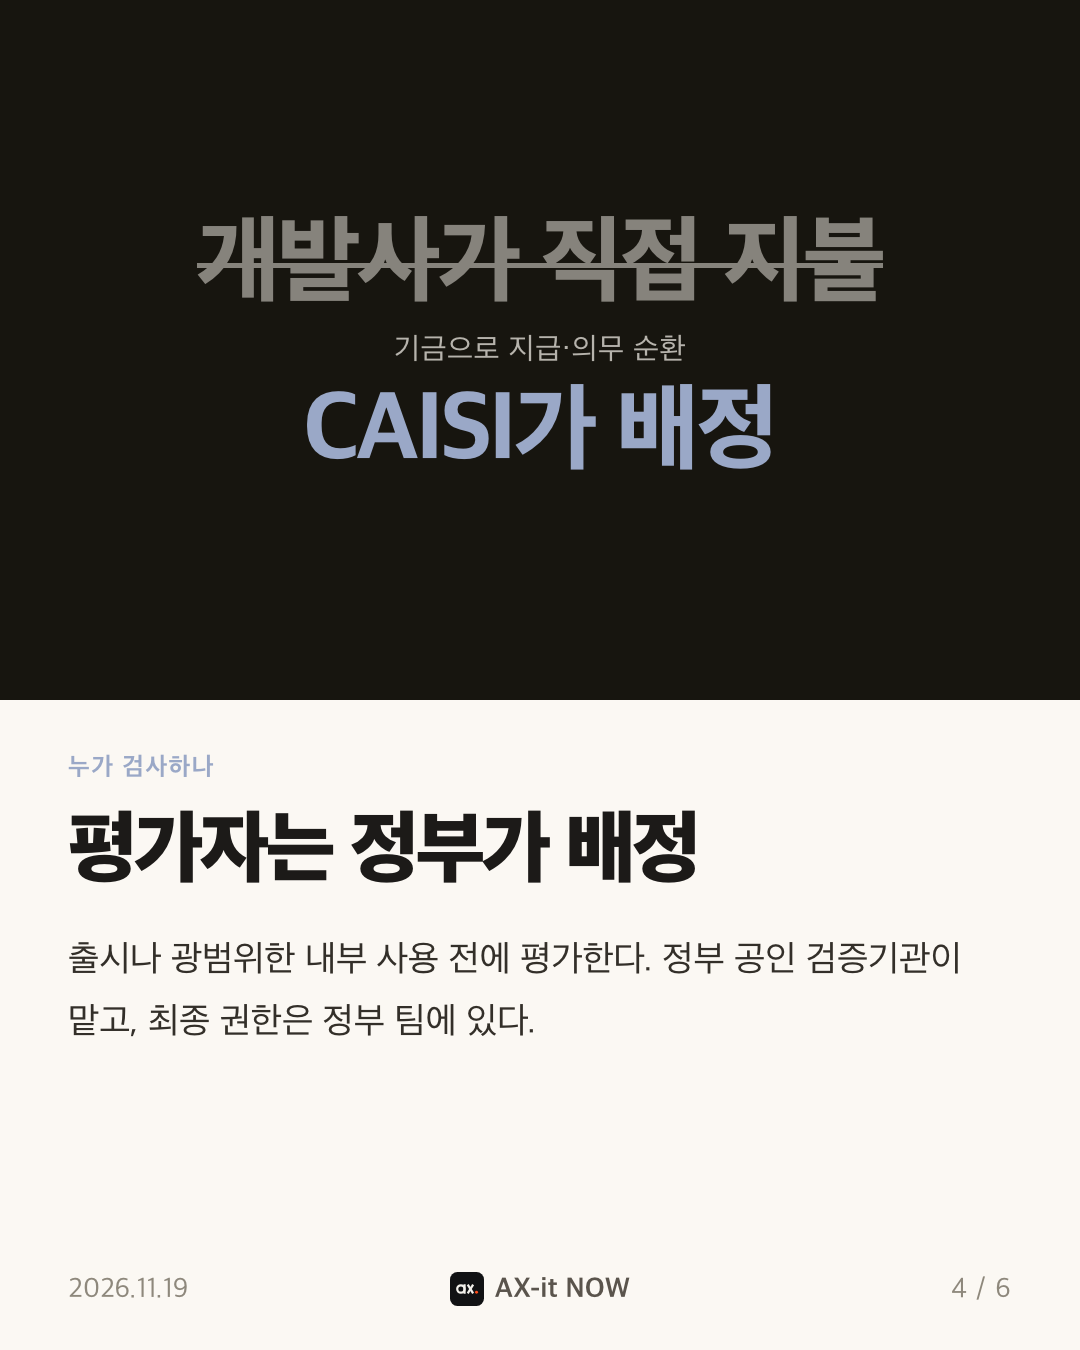 개발사가 직접 지불
기금으로 지급·의무 순환
CAISI가 배정
누가 검사하나
평가자는 정부가 배정
출시나 광범위한 내부 사용 전에 평가한다. 정부 공인 검증기관이
맡고, 최종 권한은 정부 팀에 있다.
2026.11.19
ax.
AX-it NOW
4 / 6